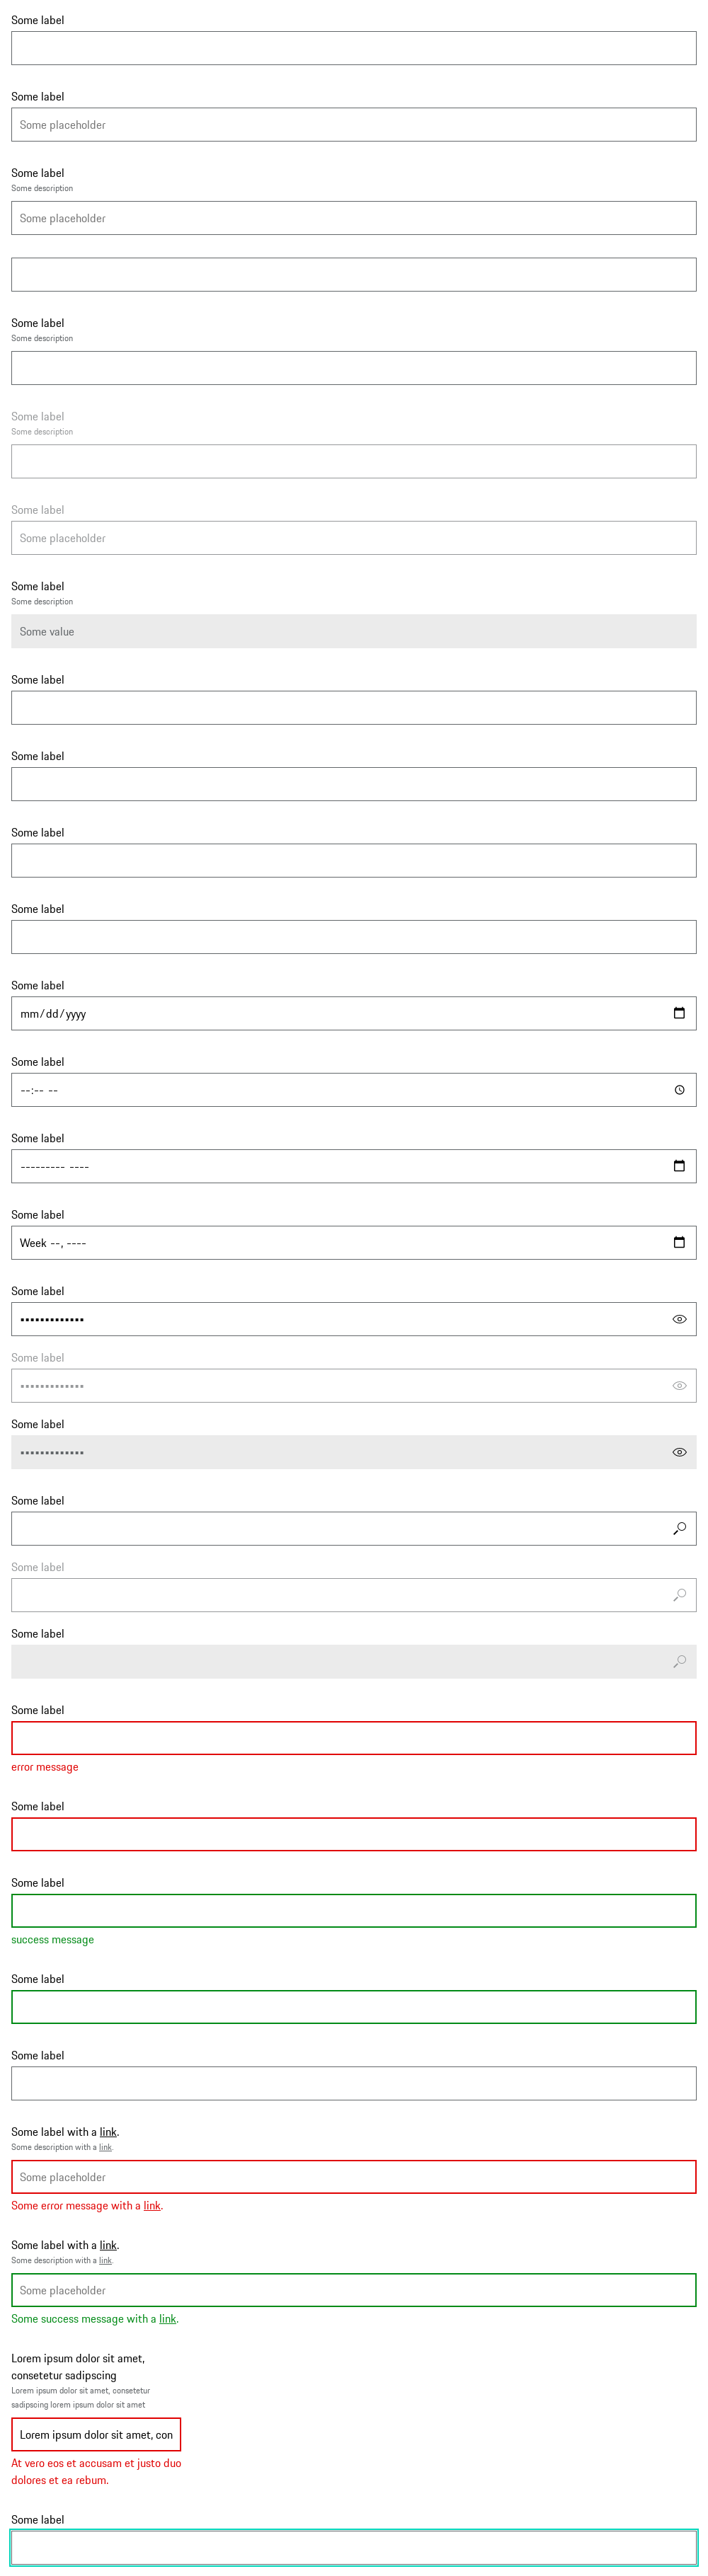 Some label
Some label
Some placeholder
Some label
Some description
Some placeholder
Some label
Some description
Some label
Some description
Some label
Some placeholder
Some label
Some description
Some value
Some label
Some label
Some label
Some label
Some label
mm/dd/yyyy
Some label
--:-- --
Some label
--------- ----
Some label
Week --, ----
Some label
•••••••••••••
Some label
•••••••••••••
Some label
•••••••••••••
Some label
Some label
Some label
Some label
error message
Some label
Some label
success message
Some label
Some label
Some label with a link.
Some description with a link.
Some placeholder
Some error message with a link.
Some label with a link.
Some description with a link.
Some placeholder
Some success message with a link.
Lorem ipsum dolor sit amet,
consetetur sadipscing
Lorem ipsum dolor sit amet, consetetur
sadipscing lorem ipsum dolor sit amet
Lorem ipsum dolor sit amet, con
At vero eos et accusam et justo duo
dolores et ea rebum.
Some label